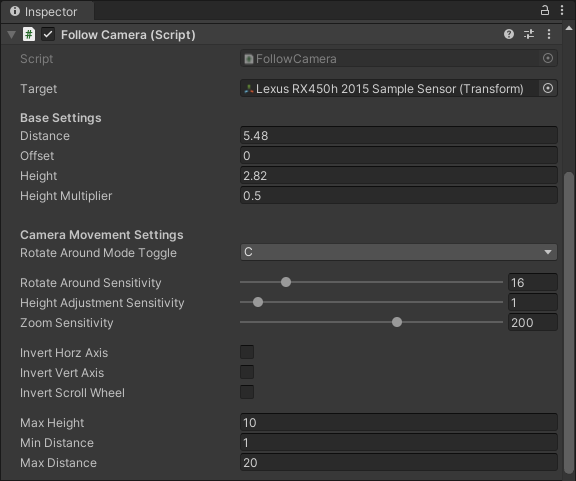 Inspector
# Follow Camera (Script)
Script # FollowCamera
Target Lexus RX450h 2015 Sample Sensor (Transform)
Base Settings
Distance 5.48
Offset 0
Height 2.82
Height Multiplier 0.5
Camera Movement Settings
Rotate Around Mode Toggle C
Rotate Around Sensitivity 16
Height Adjustment Sensitivity 1
Zoom Sensitivity 200
Invert Horz Axis
Invert Vert Axis
Invert Scroll Wheel
Max Height 10
Min Distance 1
Max Distance 20